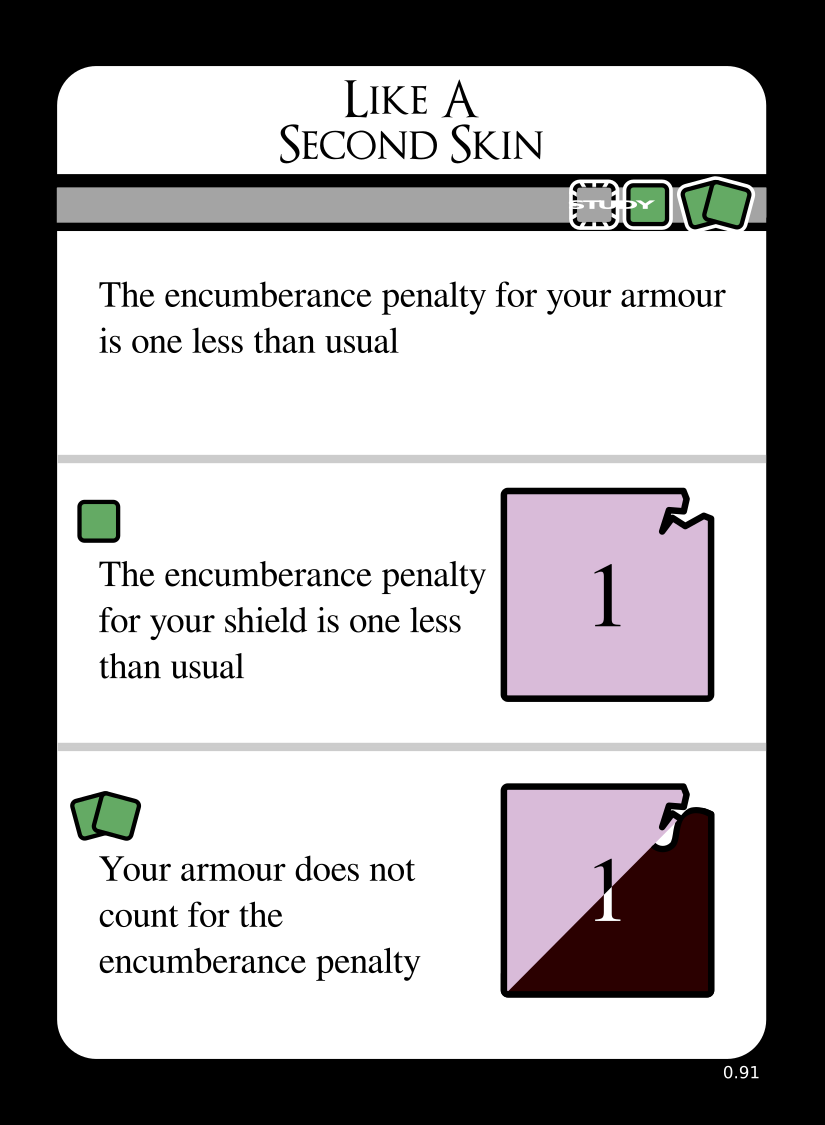 Like A
Second Skin
STUDY
The encumberance penalty for your armour
is one less than usual
The encumberance penalty
for your shield is one less
than usual
1
Your armour does not
count for the
encumberance penalty
1
0.91